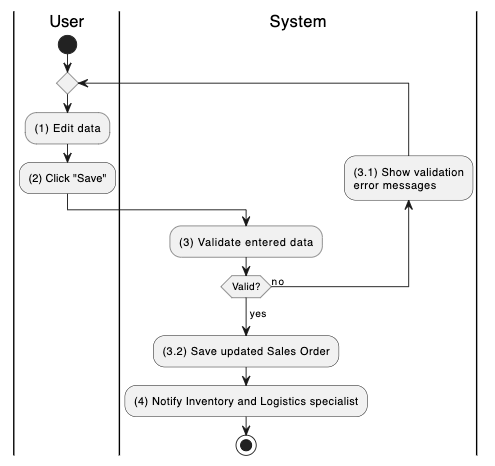 User
System
(1) Edit data
(2) Click "Save"
(3.1) Show validation
error messages
(3) Validate entered data
Valid?
no
yes
(3.2) Save updated Sales Order
(4) Notify Inventory and Logistics specialist